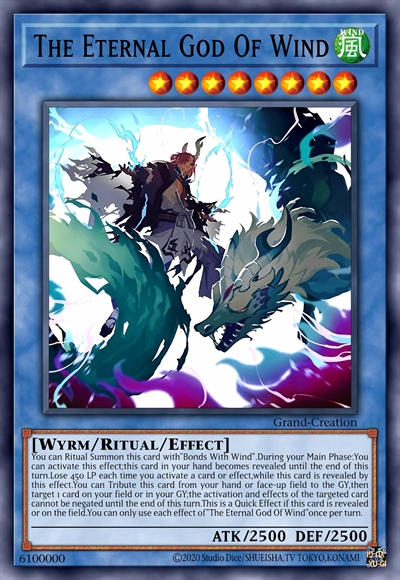 The Eternal God Of Wind
WIND
風
Grand-Creation
[Wyrm/Ritual/Effect]
You can Ritual Summon this card with"Bonds With Wind".During your Main Phase:You
can activate this effect;this card in your hand becomes revealed until the end of this
turn.Lose 450 LP each time you activate a card or effect,while this card is revealed by
this effect.You can Tribute this card from your hand or face-up field to the GY,then
target 1 card on your field or in your GY;the activation and effects of the targeted card
cannot be negated until the end of this turn.This is a Quick Effect if this card is revealed
or on the field.You can only use each effect of"The Eternal God Of Wind"once per turn.
ATK/2500 DEF/2500
6100000
©2020 Studio Dice/SHUEISHA,TV TOKYO,KONAMI